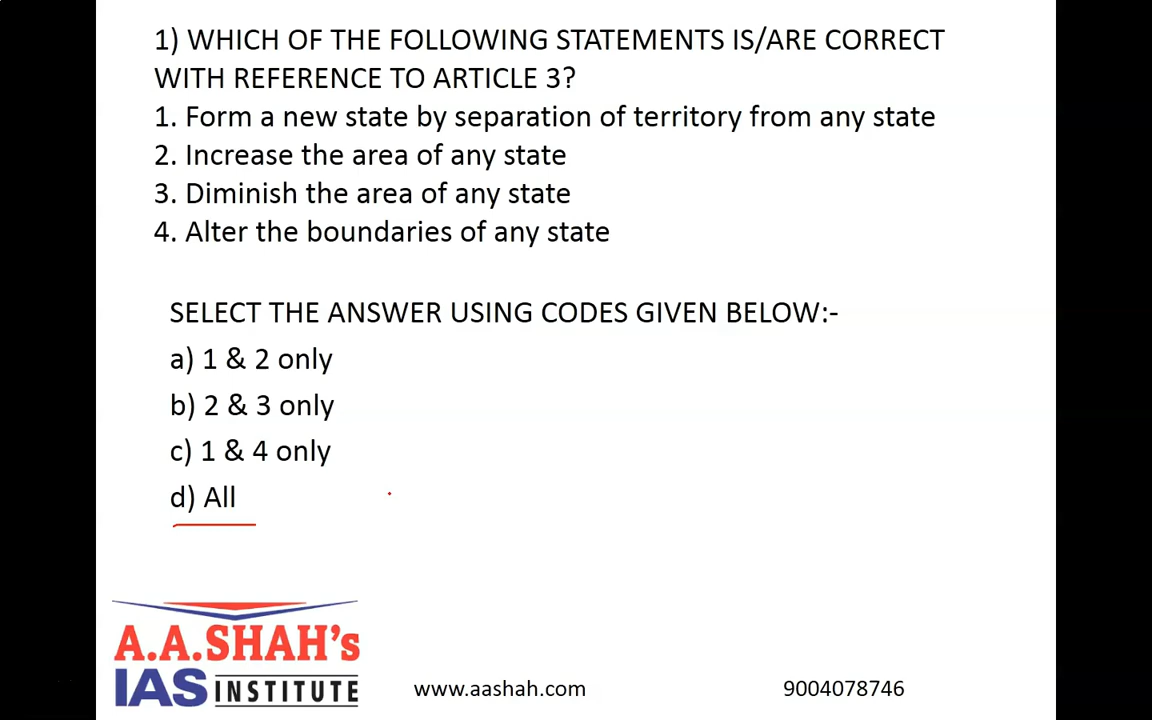 1) WHICH OF THE FOLLOWING STATEMENTS IS/ARE CORRECT
WITH REFERENCE TO ARTICLE 3?
1. Form a new state by separation of territory from any state
2. Increase the area of any state
3. Diminish the area of any state
4. Alter the boundaries of any state
SELECT THE ANSWER USING CODES GIVEN BELOW:-
a) 1 & 2 only
b) 2 & 3 only
c) 1 & 4 only
d) All
A.A.SHAH's
IAS INSTITUTE
www.aashah.com 9004078746